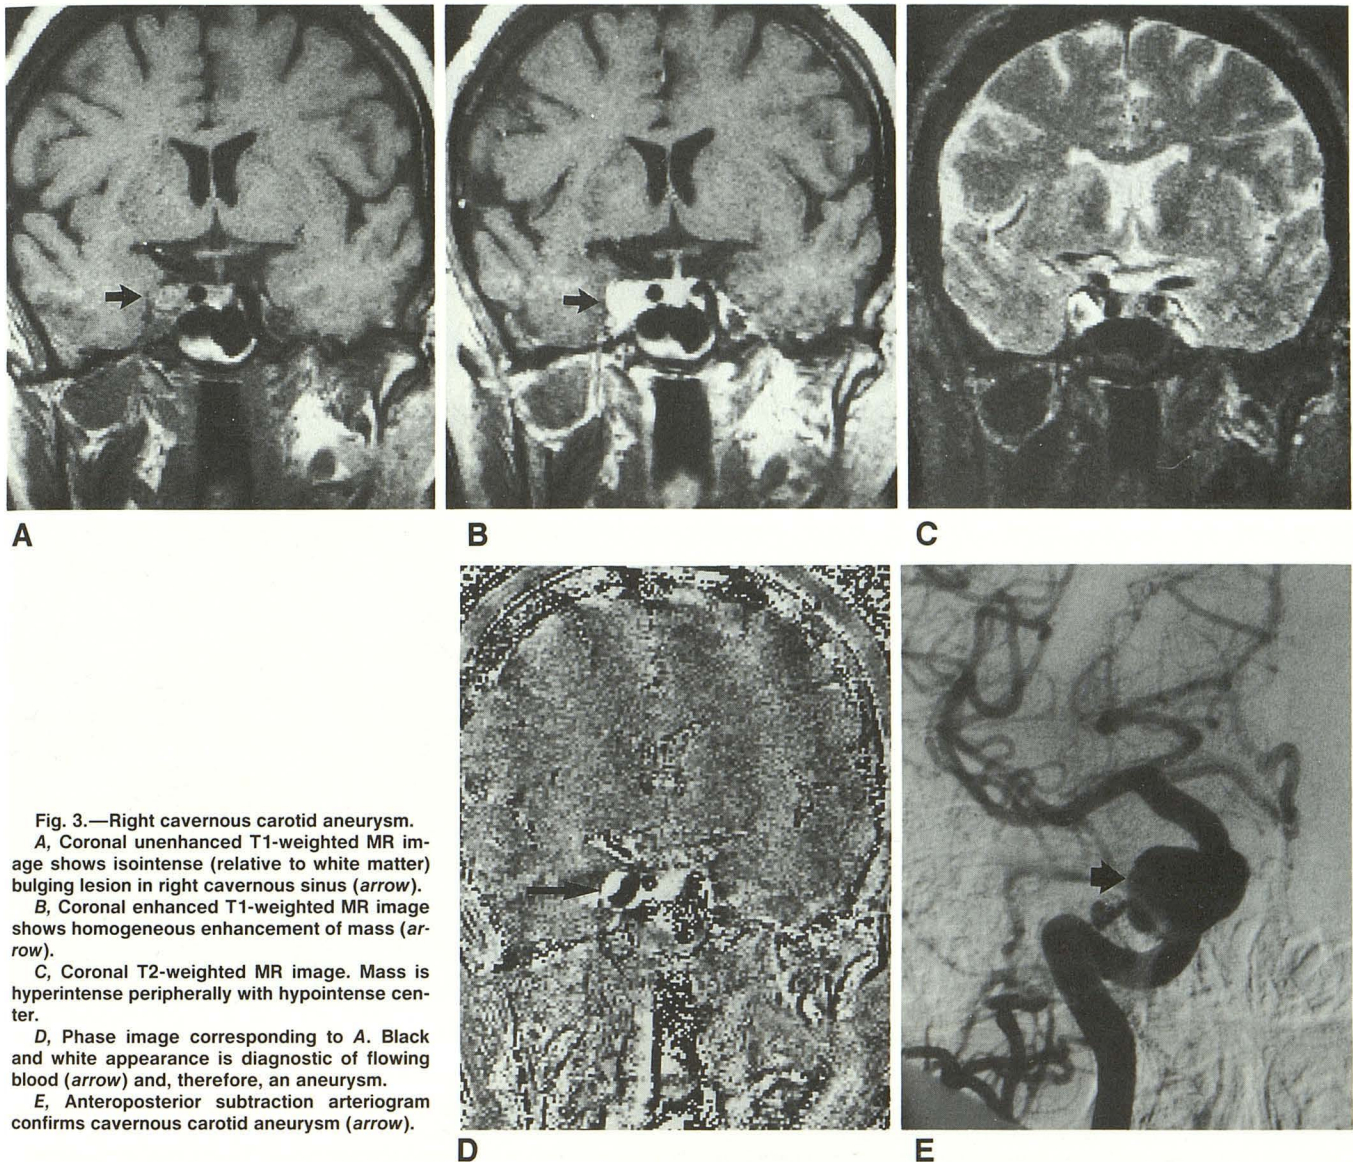 A
B
C
Fig. 3.—Right cavernous carotid aneurysm.
A, Coronal unenhanced T1-weighted MR im-
age shows isointense (relative to white matter)
bulging lesion in right cavernous sinus (arrow).
B, Coronal enhanced T1-weighted MR image
shows homogeneous enhancement of mass (ar-
row).
C, Coronal T2-weighted MR image. Mass is
hyperintense peripherally with hypointense cen-
ter.
D, Phase image corresponding to A. Black
and white appearance is diagnostic of flowing
blood (arrow) and, therefore, an aneurysm.
E, Anteroposterior subtraction arteriogram
confirms cavernous carotid aneurysm (arrow).
D
E